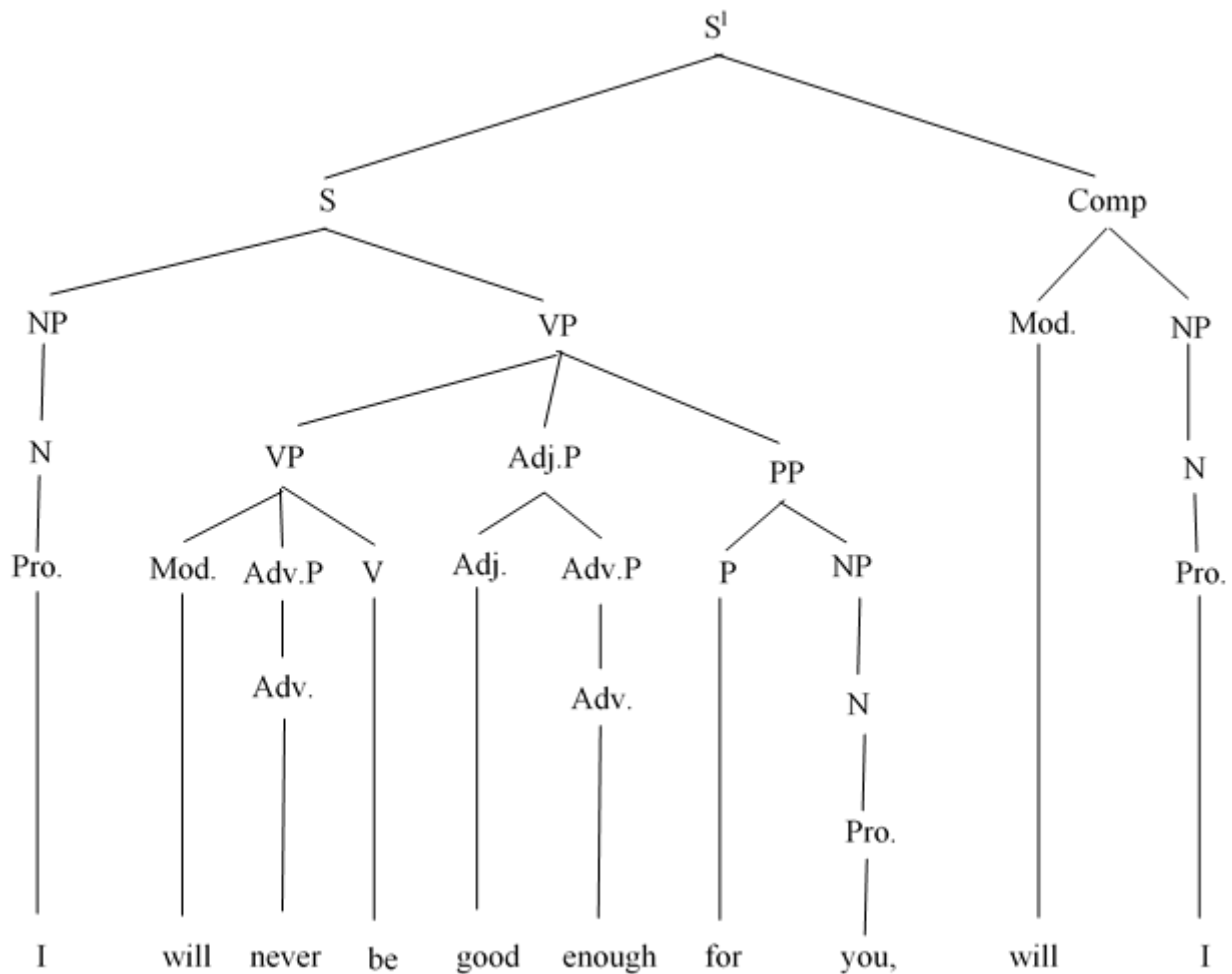 S|
S Comp
NP VP Mod. NP
N VP Adj.P PP N
Pro. Mod. Adv.P V Adj. Adv.P P NP Pro.
Adv. Adv. N
Pro.
I will never be good enough for you, will I